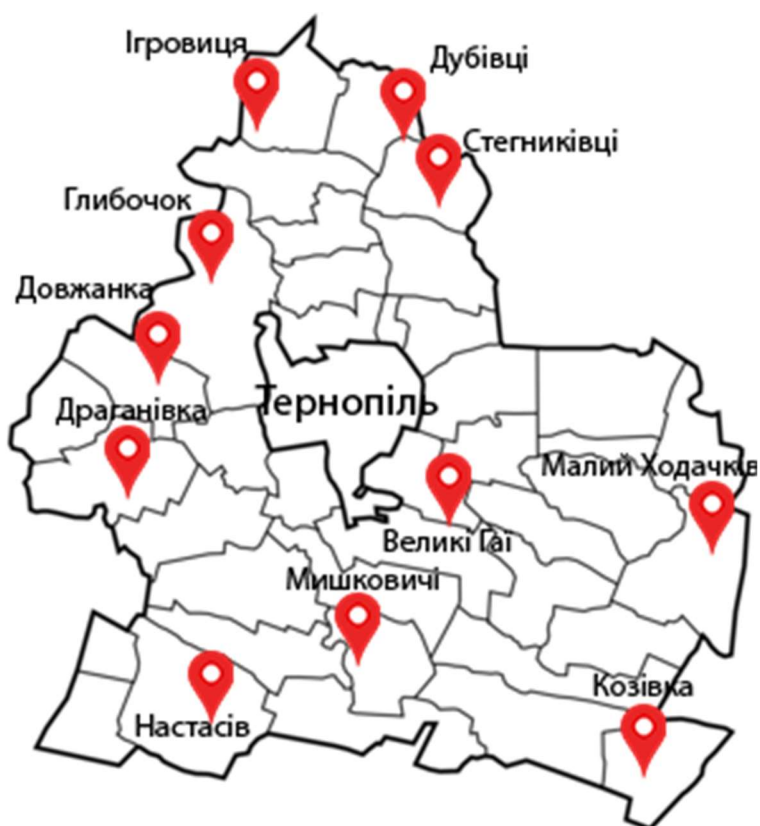 Ігровиця
Дубівці
Стегниківці
Глибочок
Довжанка
Драганівка
Тернопіль
Малий Ходачків
Великі Гаї
Мишковичі
Козівка
Настасів